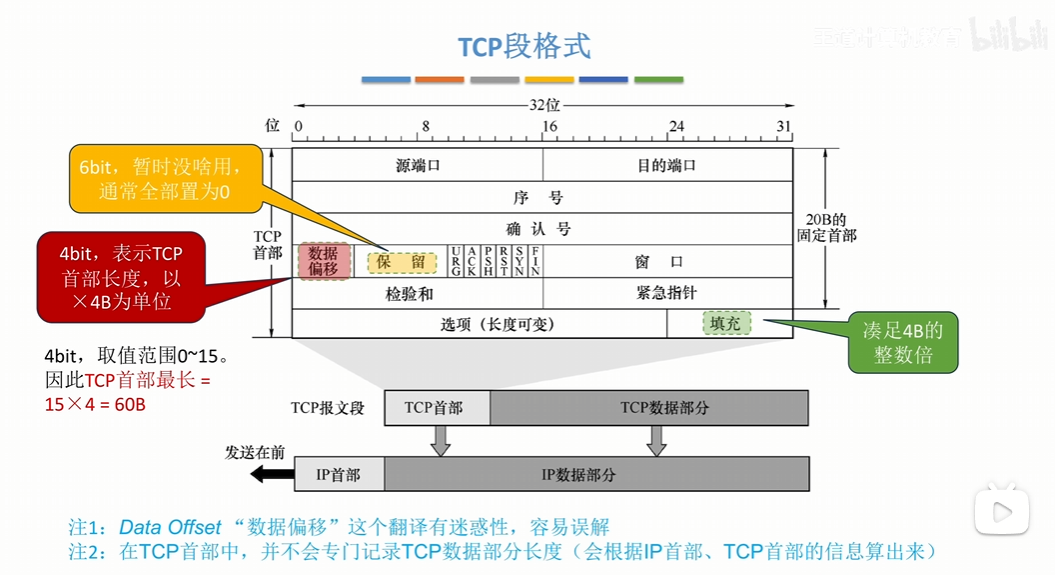 TCP段格式
bilibili
32位
位 0 8 16 24 31
6bit，暂时没啥用，
通常全部置为0
源端口 目的端口
序 号
确 认 号
TCP
首部
20B的
固定首部
4bit，表示TCP
首部长度，以
×4B为单位
数据
偏移
保 留
URG ACK PSH RST SYN FIN
窗 口
检验和 紧急指针
选项（长度可变） 填充
凑足4B的
整数倍
4bit，取值范围0~15。
因此TCP首部最长 =
15×4 = 60B
TCP报文段 TCP首部 TCP数据部分
发送在前
IP首部 IP数据部分
注1：Data Offset “数据偏移”这个翻译有迷惑性，容易误解
注2：在TCP首部中，并不会专门记录TCP数据部分长度（会根据IP首部、TCP首部的信息算出来）